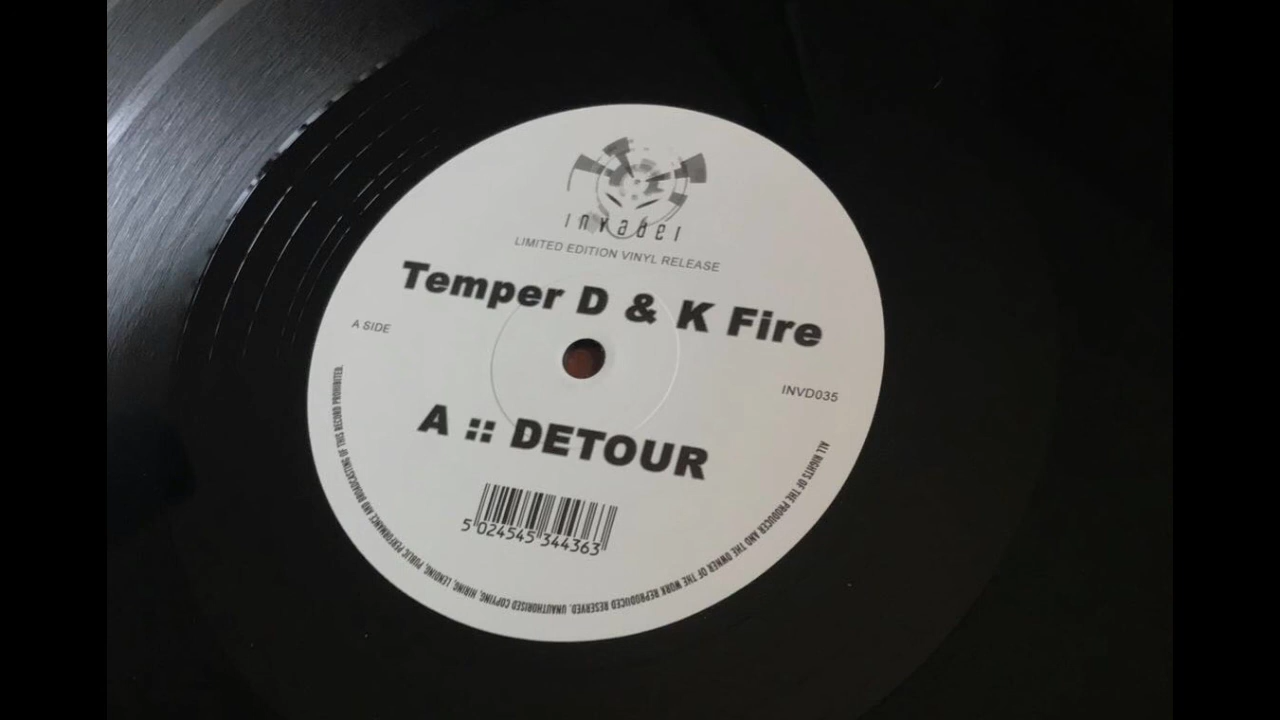 invader
LIMITED EDITION VINYL RELEASE
Temper D & K Fire
A SIDE
INVD035
A :: DETOUR
5 024545 344363
ALL RIGHTS OF THE PRODUCER AND THE OWNER OF THE WORK REPRODUCED RESERVED. UNAUTHORISED COPYING, HIRING, LENDING, PUBLIC PERFORMANCE AND BROADCASTING OF THIS RECORD PROHIBITED.